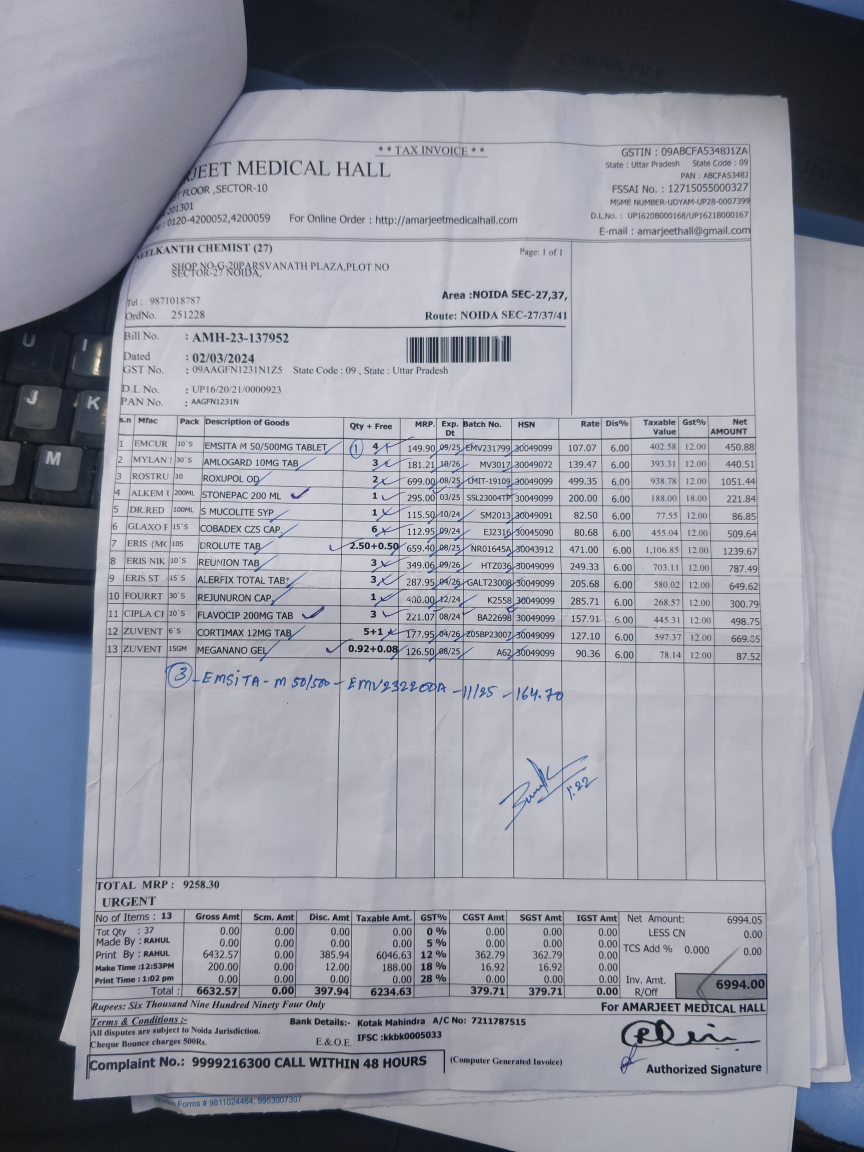 * * TAX INVOICE * *
GSTIN : 09ABCFA5348J1ZA
State : Uttar Pradesh State Code : 09
PAN : ABCFA5348J
FSSAI No. : 12715055000327
MSME NUMBER-UDYAM-UP28-0007399
D.L.No. : UP1620B000168/UP1621B000167
E-mail : amarjeethall@gmail.com
RJEET MEDICAL HALL
FLOOR ,SECTOR-10
201301
: 0120-4200052,4200059 For Online Order : http://amarjeetmedicalhall.com
EELKANTH CHEMIST (27) Page: 1 of 1
SHOP NO-G-20PARSVANATH PLAZA,PLOT NO
SECTOR-27 NOIDA,
Tel : 9871018787 Area :NOIDA SEC-27,37,
OrdNo. 251228 Route: NOIDA SEC-27/37/41
Bill No. : AMH-23-137952
Dated : 02/03/2024
GST No. : 09AAGFN1231N1Z5 State Code : 09 , State : Uttar Pradesh
D.L No. : UP16/20/21/0000923
PAN No. : AAGFN1231N
s.n Mfac Pack Description of Goods Qty + Free MRP. Exp. Dt Batch No. HSN Rate Dis% Taxable Value Gst% Net AMOUNT
1 EMCUR 10`S EMSITA M 50/500MG TABLET 1 4 149.90 09/25 EMV231799 30049099 107.07 6.00 402.58 12.00 450.88
2 MYLAN 30`S AMLOGARD 10MG TAB 3 181.21 10/26 MV3017 30049072 139.47 6.00 393.31 12.00 440.51
3 ROSTRU 10 ROXUPOL OD 2 699.00 08/25 LMIT-19109 30049099 499.35 6.00 938.78 12.00 1051.44
4 ALKEM 200ML STONEPAC 200 ML 1 295.00 03/25 SSL23004TP 30049099 200.00 6.00 188.00 18.00 221.84
5 DR.RED 100ML S MUCOLITE SYP 1 115.50 10/24 SM2013 30049091 82.50 6.00 77.55 12.00 86.85
6 GLAXO F 15`S COBADEX CZS CAP. 6 112.95 09/24 EJ2316 30045090 80.68 6.00 455.04 12.00 509.64
7 ERIS {MC 10S DROLUTE TAB 2.50+0.50 659.40 08/25 NR01645A 30043912 471.00 6.00 1,106.85 12.00 1239.67
8 ERIS NIK 10`S REUNION TAB 3 349.06 09/26 HTZ036 30049099 249.33 6.00 703.11 12.00 787.49
9 ERIS ST 15`S ALERFIX TOTAL TAB* 3 287.95 04/26 GALT23008 30049099 205.68 6.00 580.02 12.00 649.62
10 FOURRT 30`S REJUNURON CAP. 1 400.00 12/24 K2558 30049099 285.71 6.00 268.57 12.00 300.79
11 CIPLA CH 10`S FLAVOCIP 200MG TAB 3 221.07 08/24 BA22698 30049099 157.91 6.00 445.31 12.00 498.75
12 ZUVENT 6`S CORTIMAX 12MG TAB 5+1 177.95 04/26 Z05BP23007 30049099 127.10 6.00 597.37 12.00 669.05
13 ZUVENT 15GM MEGANANO GEL 0.92+0.08 126.50 08/25 A62 30049099 90.36 6.00 78.14 12.00 87.52
3 - EMSITA - M 50/500 - EMV232200A - 11/25 - 164.70
1:22
TOTAL MRP : 9258.30
URGENT
No of Items : 13 Gross Amt Scm. Amt Disc. Amt Taxable Amt. GST% CGST Amt SGST Amt IGST Amt Net Amount: 6994.05
Tot Qty : 37 0.00 0.00 0.00 0.00 0 % 0.00 0.00 0.00 LESS CN 0.00
Made By : RAHUL 0.00 0.00 0.00 0.00 5 % 0.00 0.00 0.00
Print By : RAHUL 6432.57 0.00 385.94 6046.63 12 % 362.79 362.79 0.00 TCS Add % 0.000 0.00
Make Time :12:53PM 200.00 0.00 12.00 188.00 18 % 16.92 16.92 0.00
Print Time : 1:02 pm 0.00 0.00 0.00 0.00 28 % 0.00 0.00 0.00 Inv. Amt. 6994.00
Total : 6632.57 0.00 397.94 6234.63 379.71 379.71 0.00 R/Off
Rupees: Six Thousand Nine Hundred Ninety Four Only For AMARJEET MEDICAL HALL
Terms & Conditions :- Bank Details:- Kotak Mahindra A/C No: 7211787515
All disputes are subject to Noida Jurisdiction.
Cheque Bounce charges 500Rs. E.& O.E. IFSC :kkbk0005033
Complaint No.: 9999216300 CALL WITHIN 48 HOURS (Computer Generated Invoice) Authorized Signature
Forms # 9811024464, 9953007307
U I
J K
M